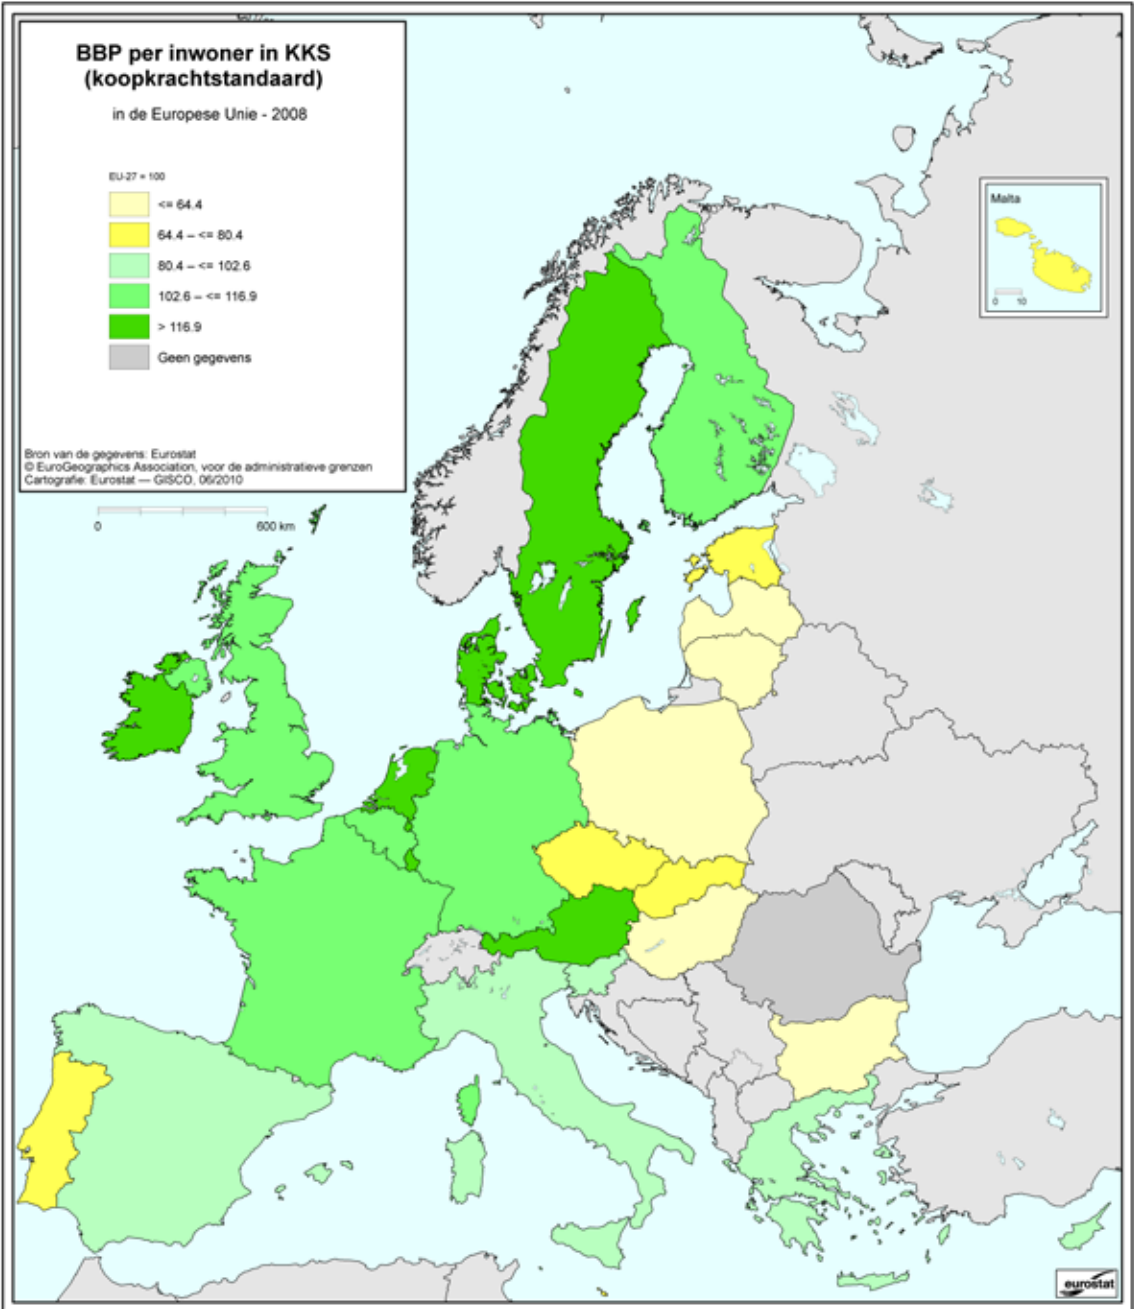 BBP per inwoner in KKS
(koopkrachtstandaard)
in de Europese Unie - 2008
EU-27 = 100
<= 64.4
64.4 – <= 80.4
80.4 – <= 102.6
102.6 – <= 116.9
> 116.9
Geen gegevens
Bron van de gegevens: Eurostat
© EuroGeographics Association, voor de administratieve grenzen
Cartografie: Eurostat — GISCO, 06/2010
0 600 km
Malta
0 10
eurostat